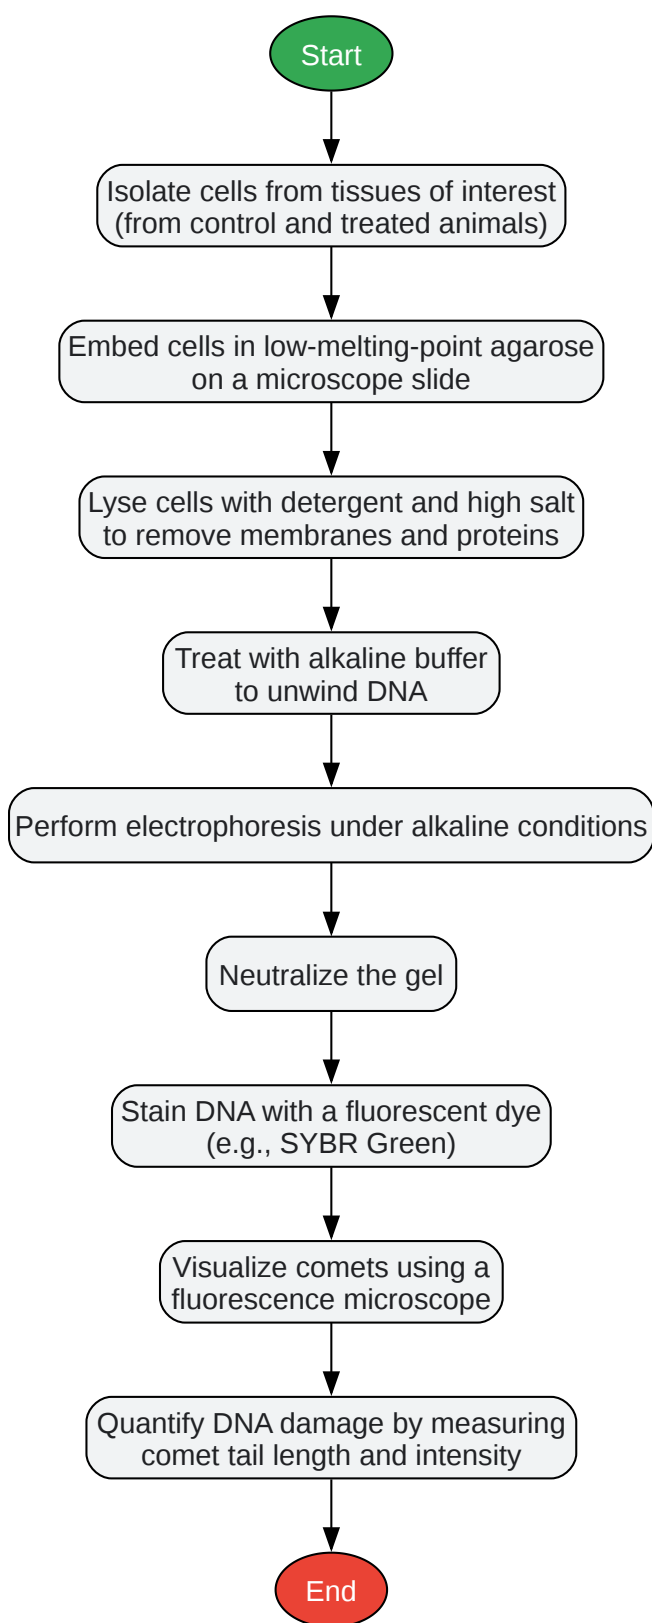 Start
Isolate cells from tissues of interest
(from control and treated animals)
Embed cells in low-melting-point agarose
on a microscope slide
Lyse cells with detergent and high salt
to remove membranes and proteins
Treat with alkaline buffer
to unwind DNA
Perform electrophoresis under alkaline conditions
Neutralize the gel
Stain DNA with a fluorescent dye
(e.g., SYBR Green)
Visualize comets using a
fluorescence microscope
Quantify DNA damage by measuring
comet tail length and intensity
End